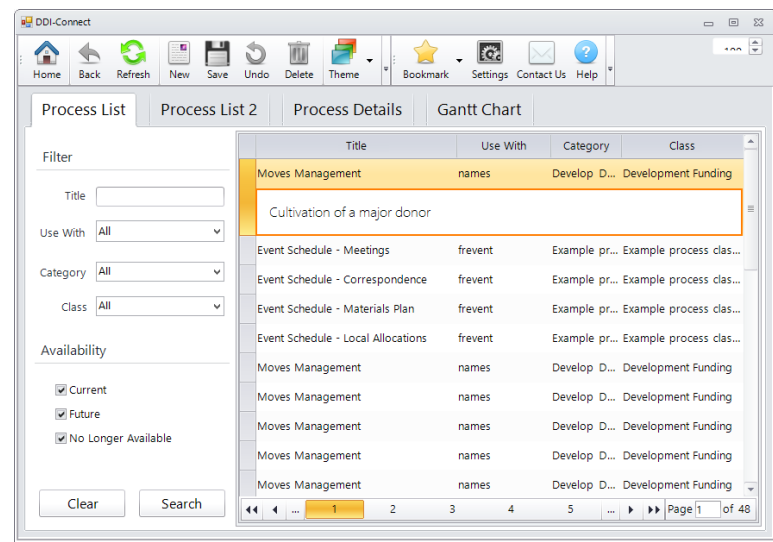 DDI-Connect
Home Back Refresh New Save Undo Delete Theme Bookmark Settings Contact Us Help
Process List Process List 2 Process Details Gantt Chart
Filter
Title
Use With All
Category All
Class All
Availability
Current
Future
No Longer Available
Clear Search
Title Use With Category Class
Moves Management names Develop D... Development Funding
Cultivation of a major donor
Event Schedule - Meetings frevent Example pr... Example process clas...
Event Schedule - Correspondence frevent Example pr... Example process clas...
Event Schedule - Materials Plan frevent Example pr... Example process clas...
Event Schedule - Local Allocations frevent Example pr... Example process clas...
Moves Management names Develop D... Development Funding
Moves Management names Develop D... Development Funding
Moves Management names Develop D... Development Funding
Moves Management names Develop D... Development Funding
Moves Management names Develop D... Development Funding
... 1 2 3 4 5 ... Page 1 of 48